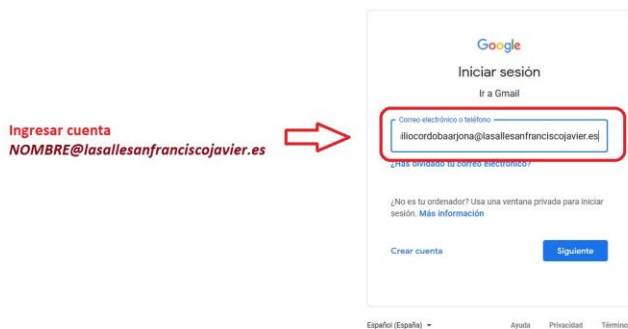 Google
Iniciar sesión
Ir a Gmail
Correo electrónico o teléfono
Ingresar cuenta
NOMBRE@lasallesanfranciscojavier.es
iliocordobaarjona@lasallesanfranciscojavier.es
¿Has olvidado tu correo electrónico?
¿No es tu ordenador? Usa una ventana privada para iniciar
sesión. Más información
Crear cuenta
Siguiente
Español (España)
Ayuda
Privacidad
Término